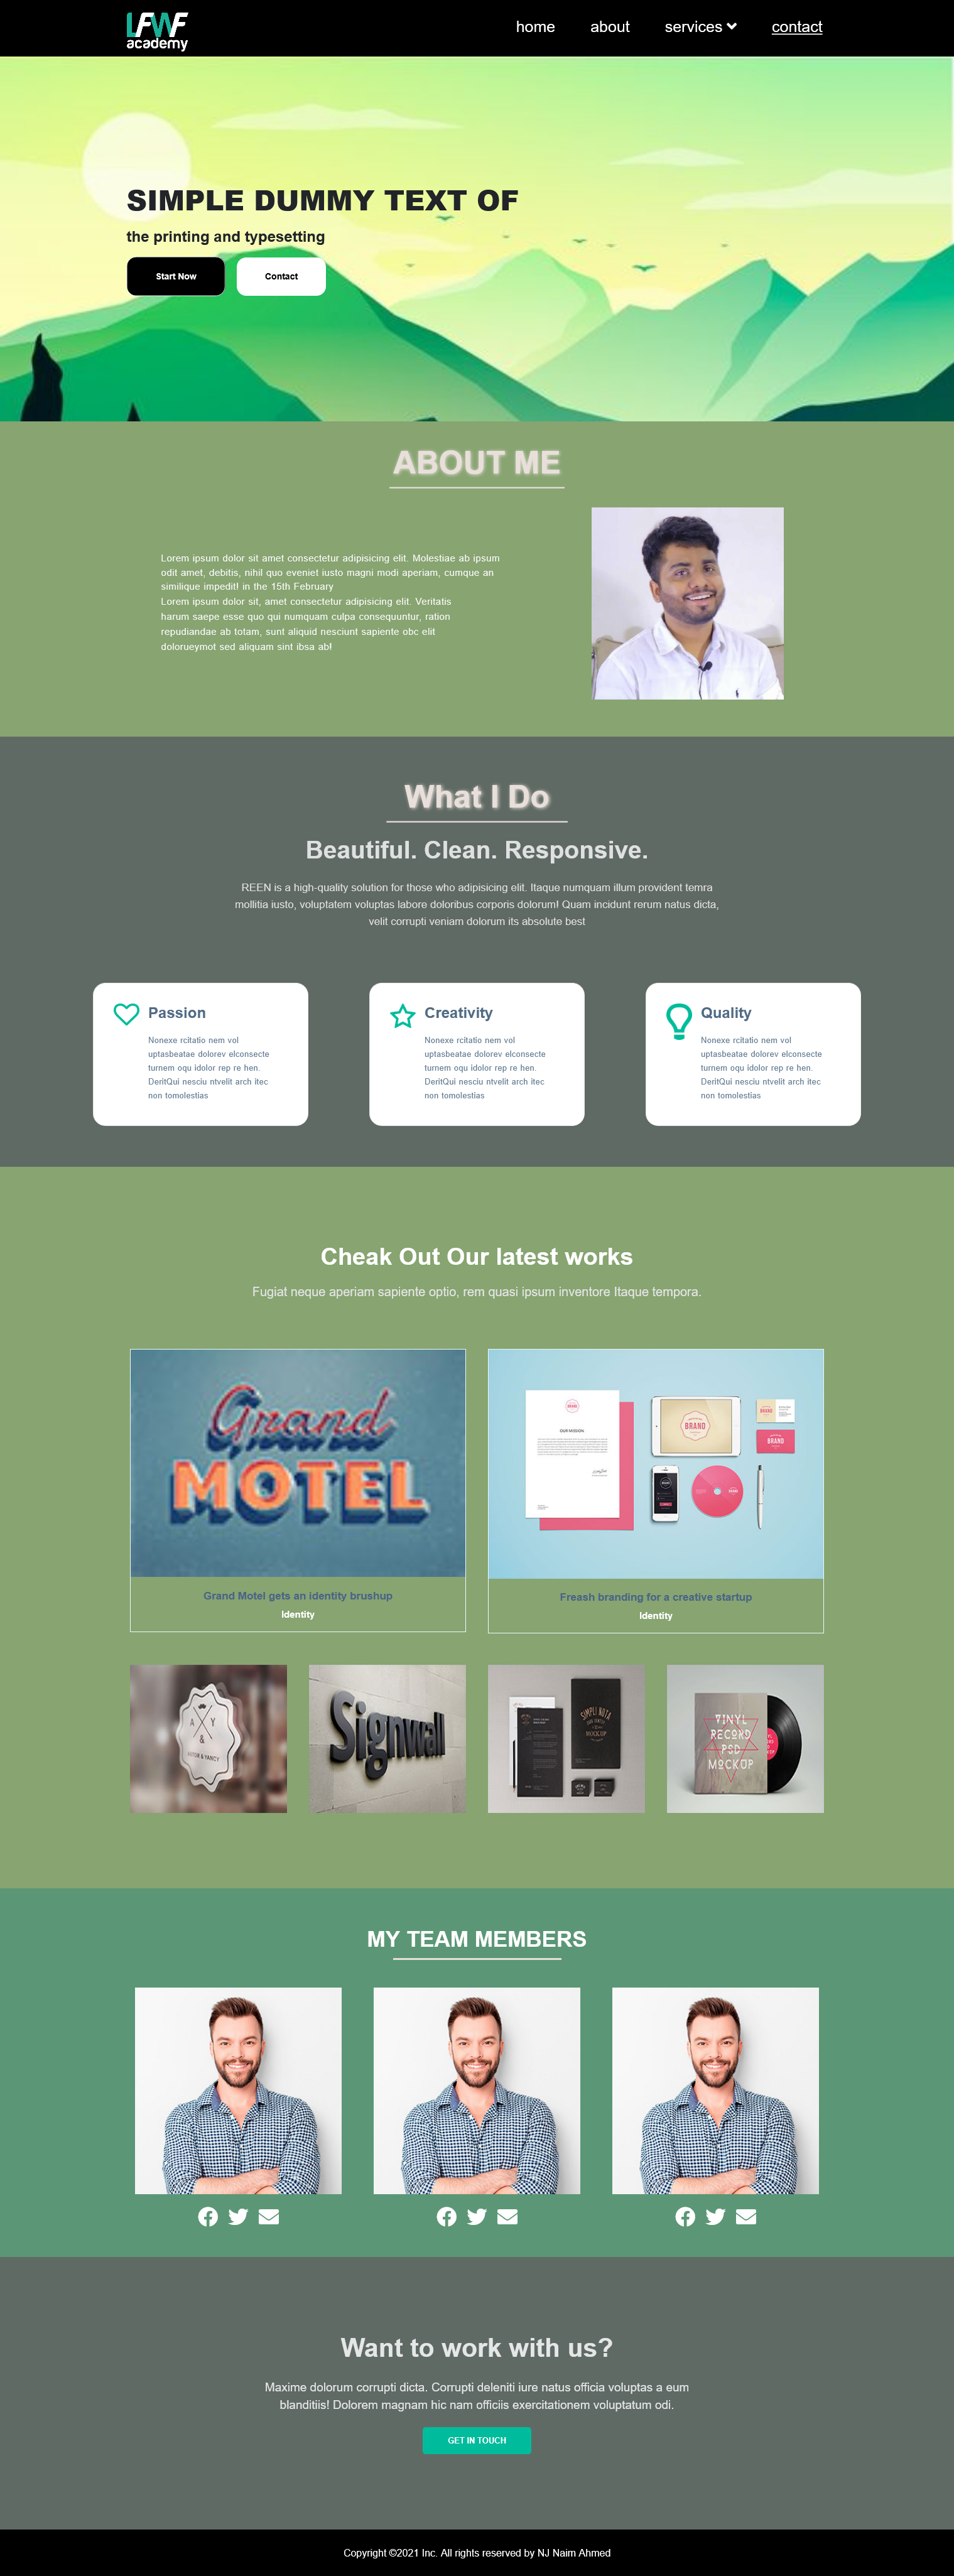 LFWF
academy
home about services contact
SIMPLE DUMMY TEXT OF
the printing and typesetting
Start Now Contact
ABOUT ME
Lorem ipsum dolor sit amet consectetur adipisicing elit. Molestiae ab ipsum
odit amet, debitis, nihil quo eveniet iusto magni modi aperiam, cumque an
similique impedit! in the 15th February
Lorem ipsum dolor sit, amet consectetur adipisicing elit. Veritatis
harum saepe esse quo qui numquam culpa consequuntur, ration
repudiandae ab totam, sunt aliquid nesciunt sapiente obc elit
dolorueymot sed aliquam sint ibsa ab!
What I Do
Beautiful. Clean. Responsive.
REEN is a high-quality solution for those who adipisicing elit. Itaque numquam illum provident temra
mollitia iusto, voluptatem voluptas labore doloribus corporis dolorum! Quam incidunt rerum natus dicta,
velit corrupti veniam dolorum its absolute best
Passion
Nonexe rcitatio nem vol
uptasbeatae dolorev elconsecte
turnem oqu idolor rep re hen.
DeritQui nesciu ntvelit arch itec
non tomolestias
Creativity
Nonexe rcitatio nem vol
uptasbeatae dolorev elconsecte
turnem oqu idolor rep re hen.
DeritQui nesciu ntvelit arch itec
non tomolestias
Quality
Nonexe rcitatio nem vol
uptasbeatae dolorev elconsecte
turnem oqu idolor rep re hen.
DeritQui nesciu ntvelit arch itec
non tomolestias
Cheak Out Our latest works
Fugiat neque aperiam sapiente optio, rem quasi ipsum inventore Itaque tempora.
Grand
MOTEL
Grand Motel gets an identity brushup
Identity
OUR MISSION
BRAND
BRAND
BRAND
Freash branding for a creative startup
Identity
A Y
&
Signwall
SIMPLI NOTA
MOCKUP
VINYL
RECORD
PSD
MOCKUP
MY TEAM MEMBERS
Want to work with us?
Maxime dolorum corrupti dicta. Corrupti deleniti iure natus officia voluptas a eum
blanditiis! Dolorem magnam hic nam officiis exercitationem voluptatum odi.
GET IN TOUCH
Copyright ©2021 Inc. All rights reserved by NJ Naim Ahmed